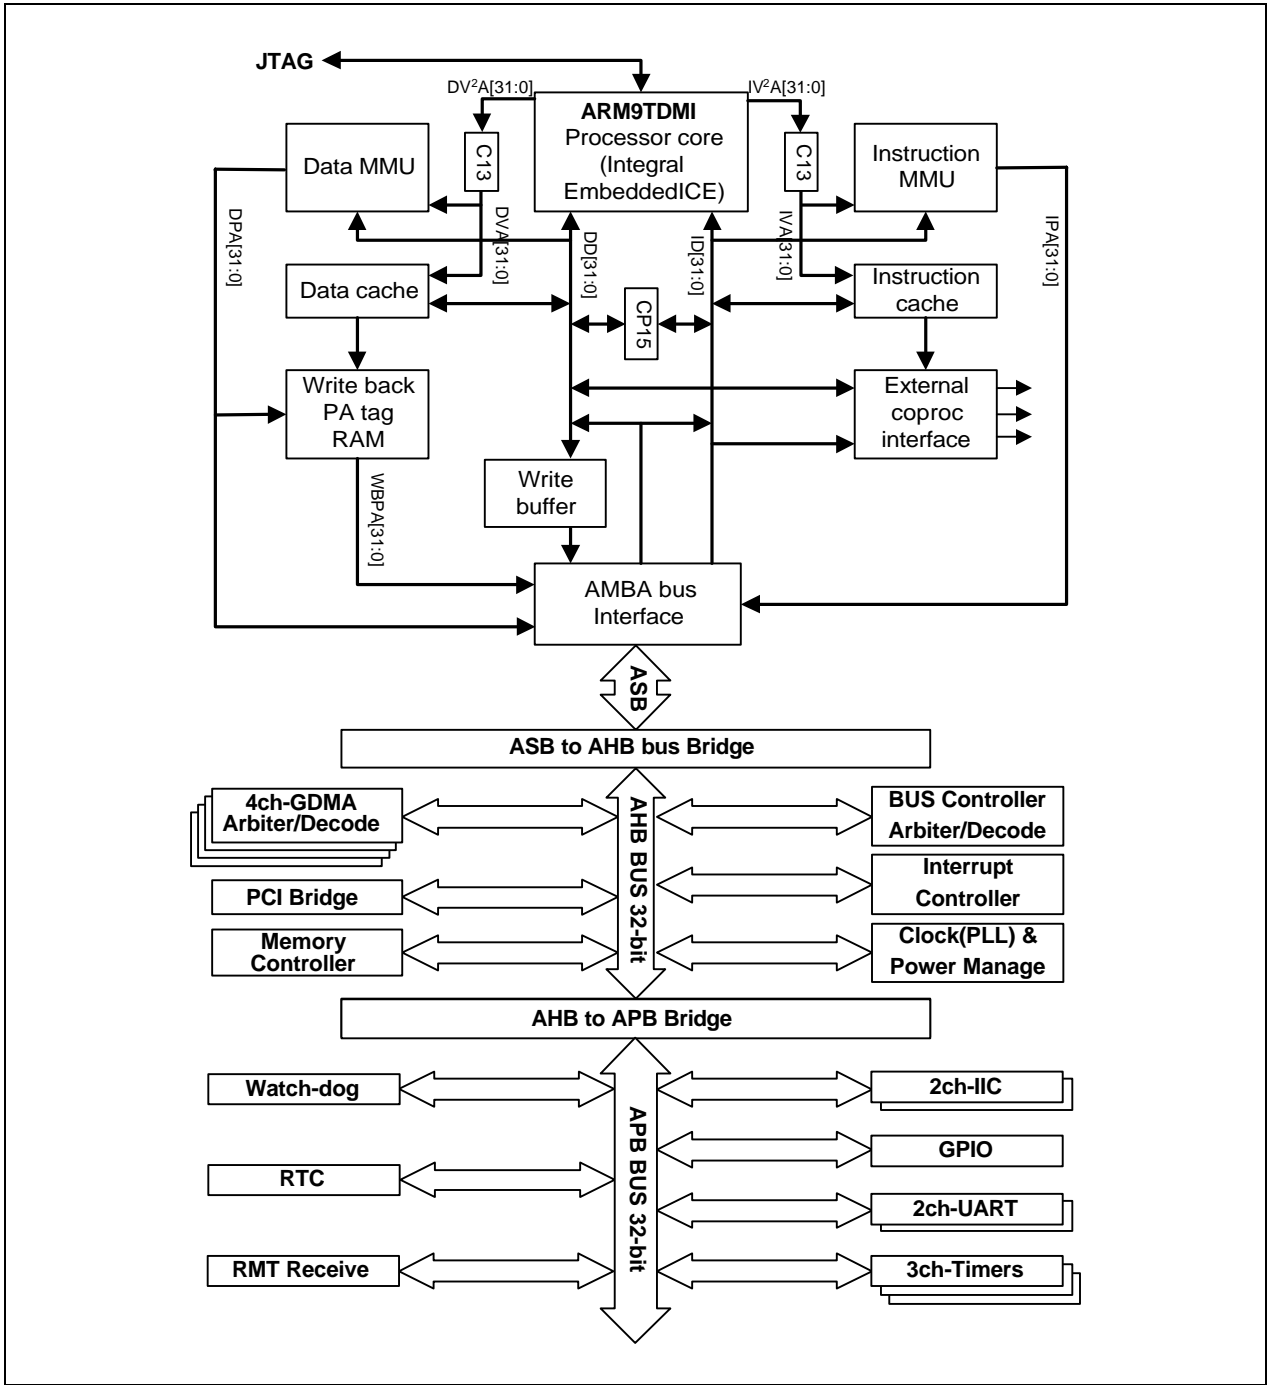 JTAG
DV²A[31:0]
IV²A[31:0]
ARM9TDMI
Processor core
(Integral
EmbeddedICE)
Data MMU
C13
C13
Instruction
MMU
DPA[31:0]
DVA[31:0]
DD[31:0]
ID[31:0]
IVA[31:0]
IPA[31:0]
Data cache
CP15
Instruction
cache
Write back
PA tag
RAM
External
coproc
interface
WBPA[31:0]
Write
buffer
AMBA bus
Interface
ASB
ASB to AHB bus Bridge
4ch-GDMA
Arbiter/Decode
AHB BUS 32-bit
BUS Controller
Arbiter/Decode
PCI Bridge
Interrupt
Controller
Memory
Controller
Clock(PLL) &
Power Manage
AHB to APB Bridge
Watch-dog
APB BUS 32-bit
2ch-IIC
GPIO
RTC
2ch-UART
RMT Receive
3ch-Timers